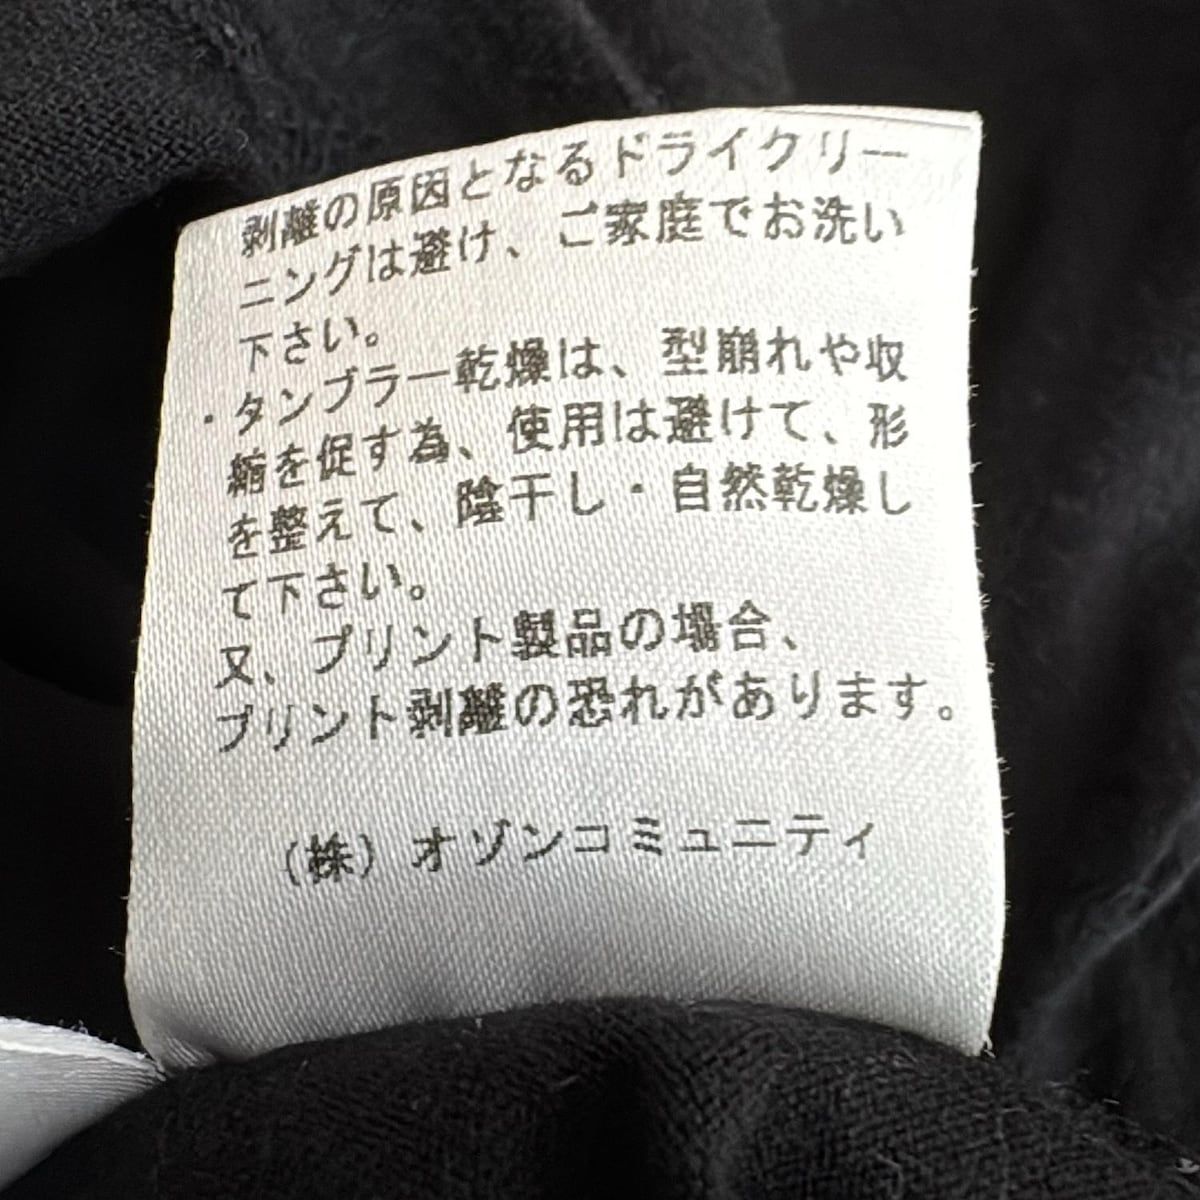 剥離の原因となるドライクリー
ニングは避け、ご家庭でお洗い
下さい。
・タンブラー乾燥は、型崩れや収
縮を促す為、使用は避けて、形
を整えて、陰干し・自然乾燥し
て下さい。
又、プリント製品の場合、
プリント剥離の恐れがあります。
(株)オゾンコミュニティ